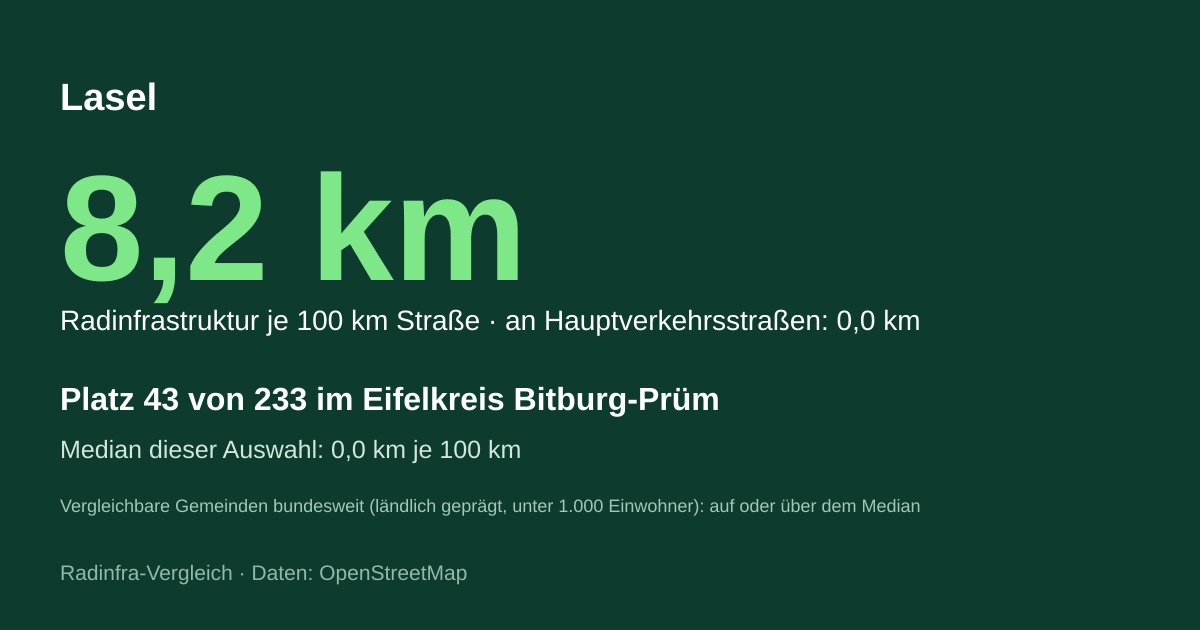 Lasel
8,2 km
Radinfrastruktur je 100 km Straße · an Hauptverkehrsstraßen: 0,0 km
Platz 43 von 233 im Eifelkreis Bitburg-Prüm
Median dieser Auswahl: 0,0 km je 100 km
Vergleichbare Gemeinden bundesweit (ländlich geprägt, unter 1.000 Einwohner): auf oder über dem Median
Radinfra-Vergleich · Daten: OpenStreetMap